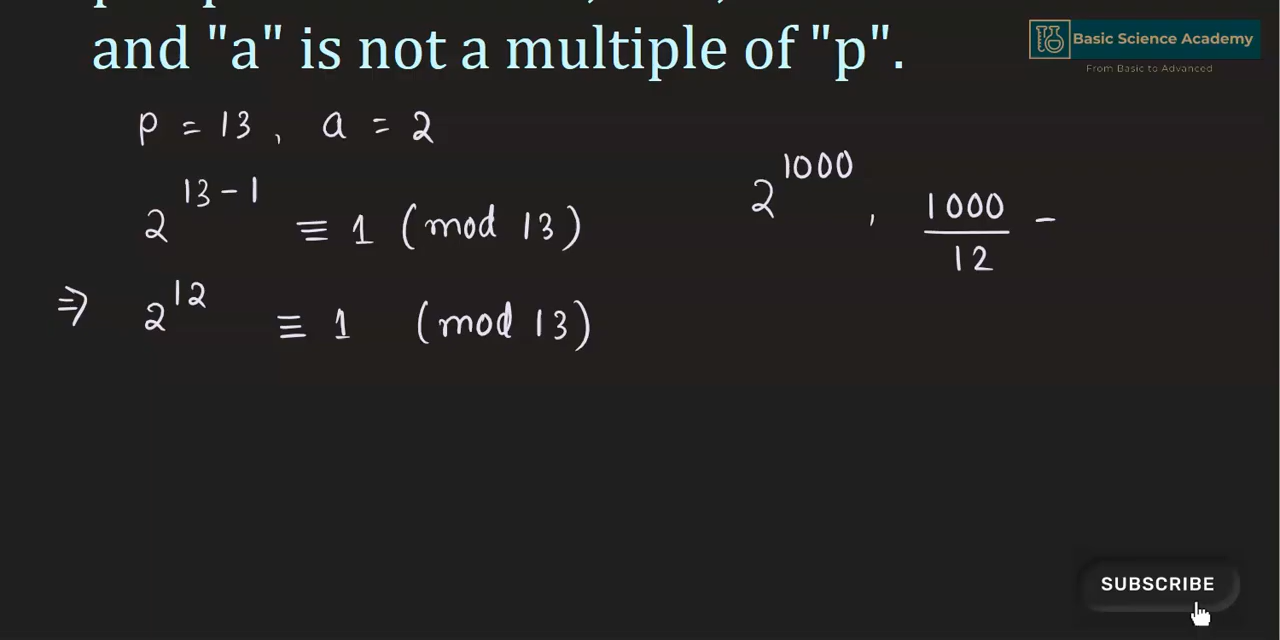 and "a" is not a multiple of "p".
Basic Science Academy
From Basic to Advanced
p = 13, a = 2
2^{13-1} ≡ 1 (mod 13)
⇒ 2^{12} ≡ 1 (mod 13)
2^{1000}, \frac{1000}{12} -
SUBSCRIBE